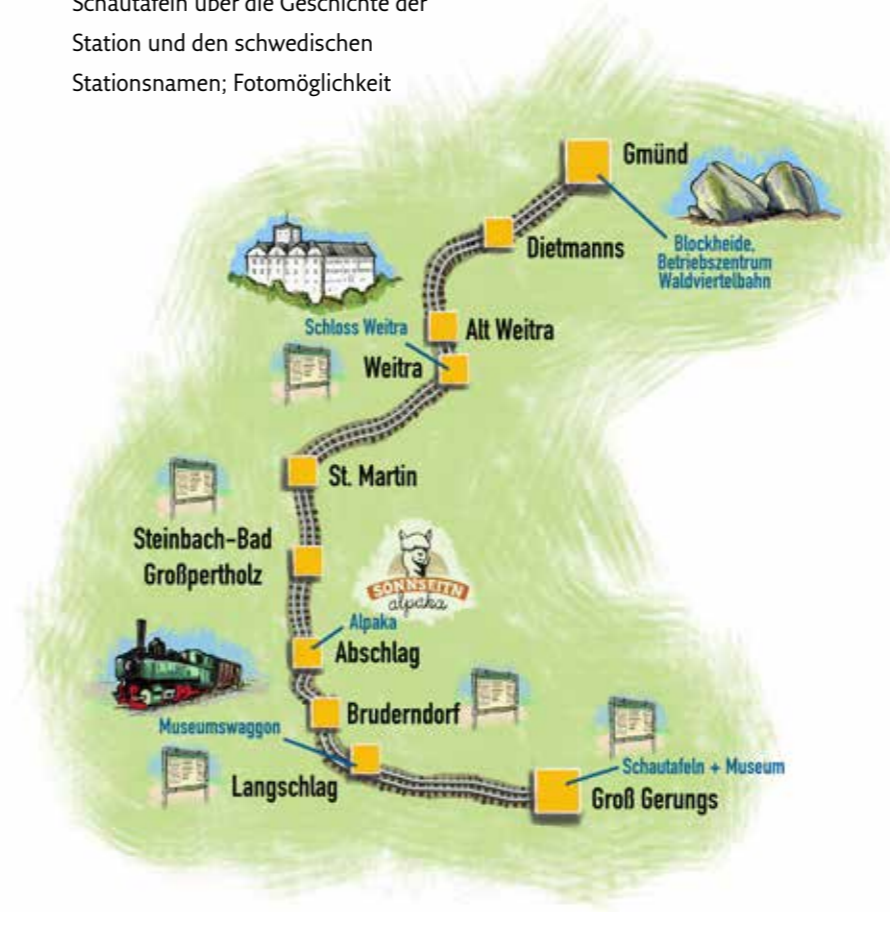 Schautafeln über die Geschichte der
Station und den schwedischen
Stationsnamen; Fotomöglichkeit
Gmünd
Blockheide,
Betriebszentrum
Waldviertelbahn
Dietmanns
Schloss Weitra
Alt Weitra
Weitra
St. Martin
Steinbach-Bad
Großpertholz
SONNSEITN
alpaka
Alpaka
Abschlag
Bruderndorf
Museumswaggon
Langschlag
Schautafeln + Museum
Groß Gerungs